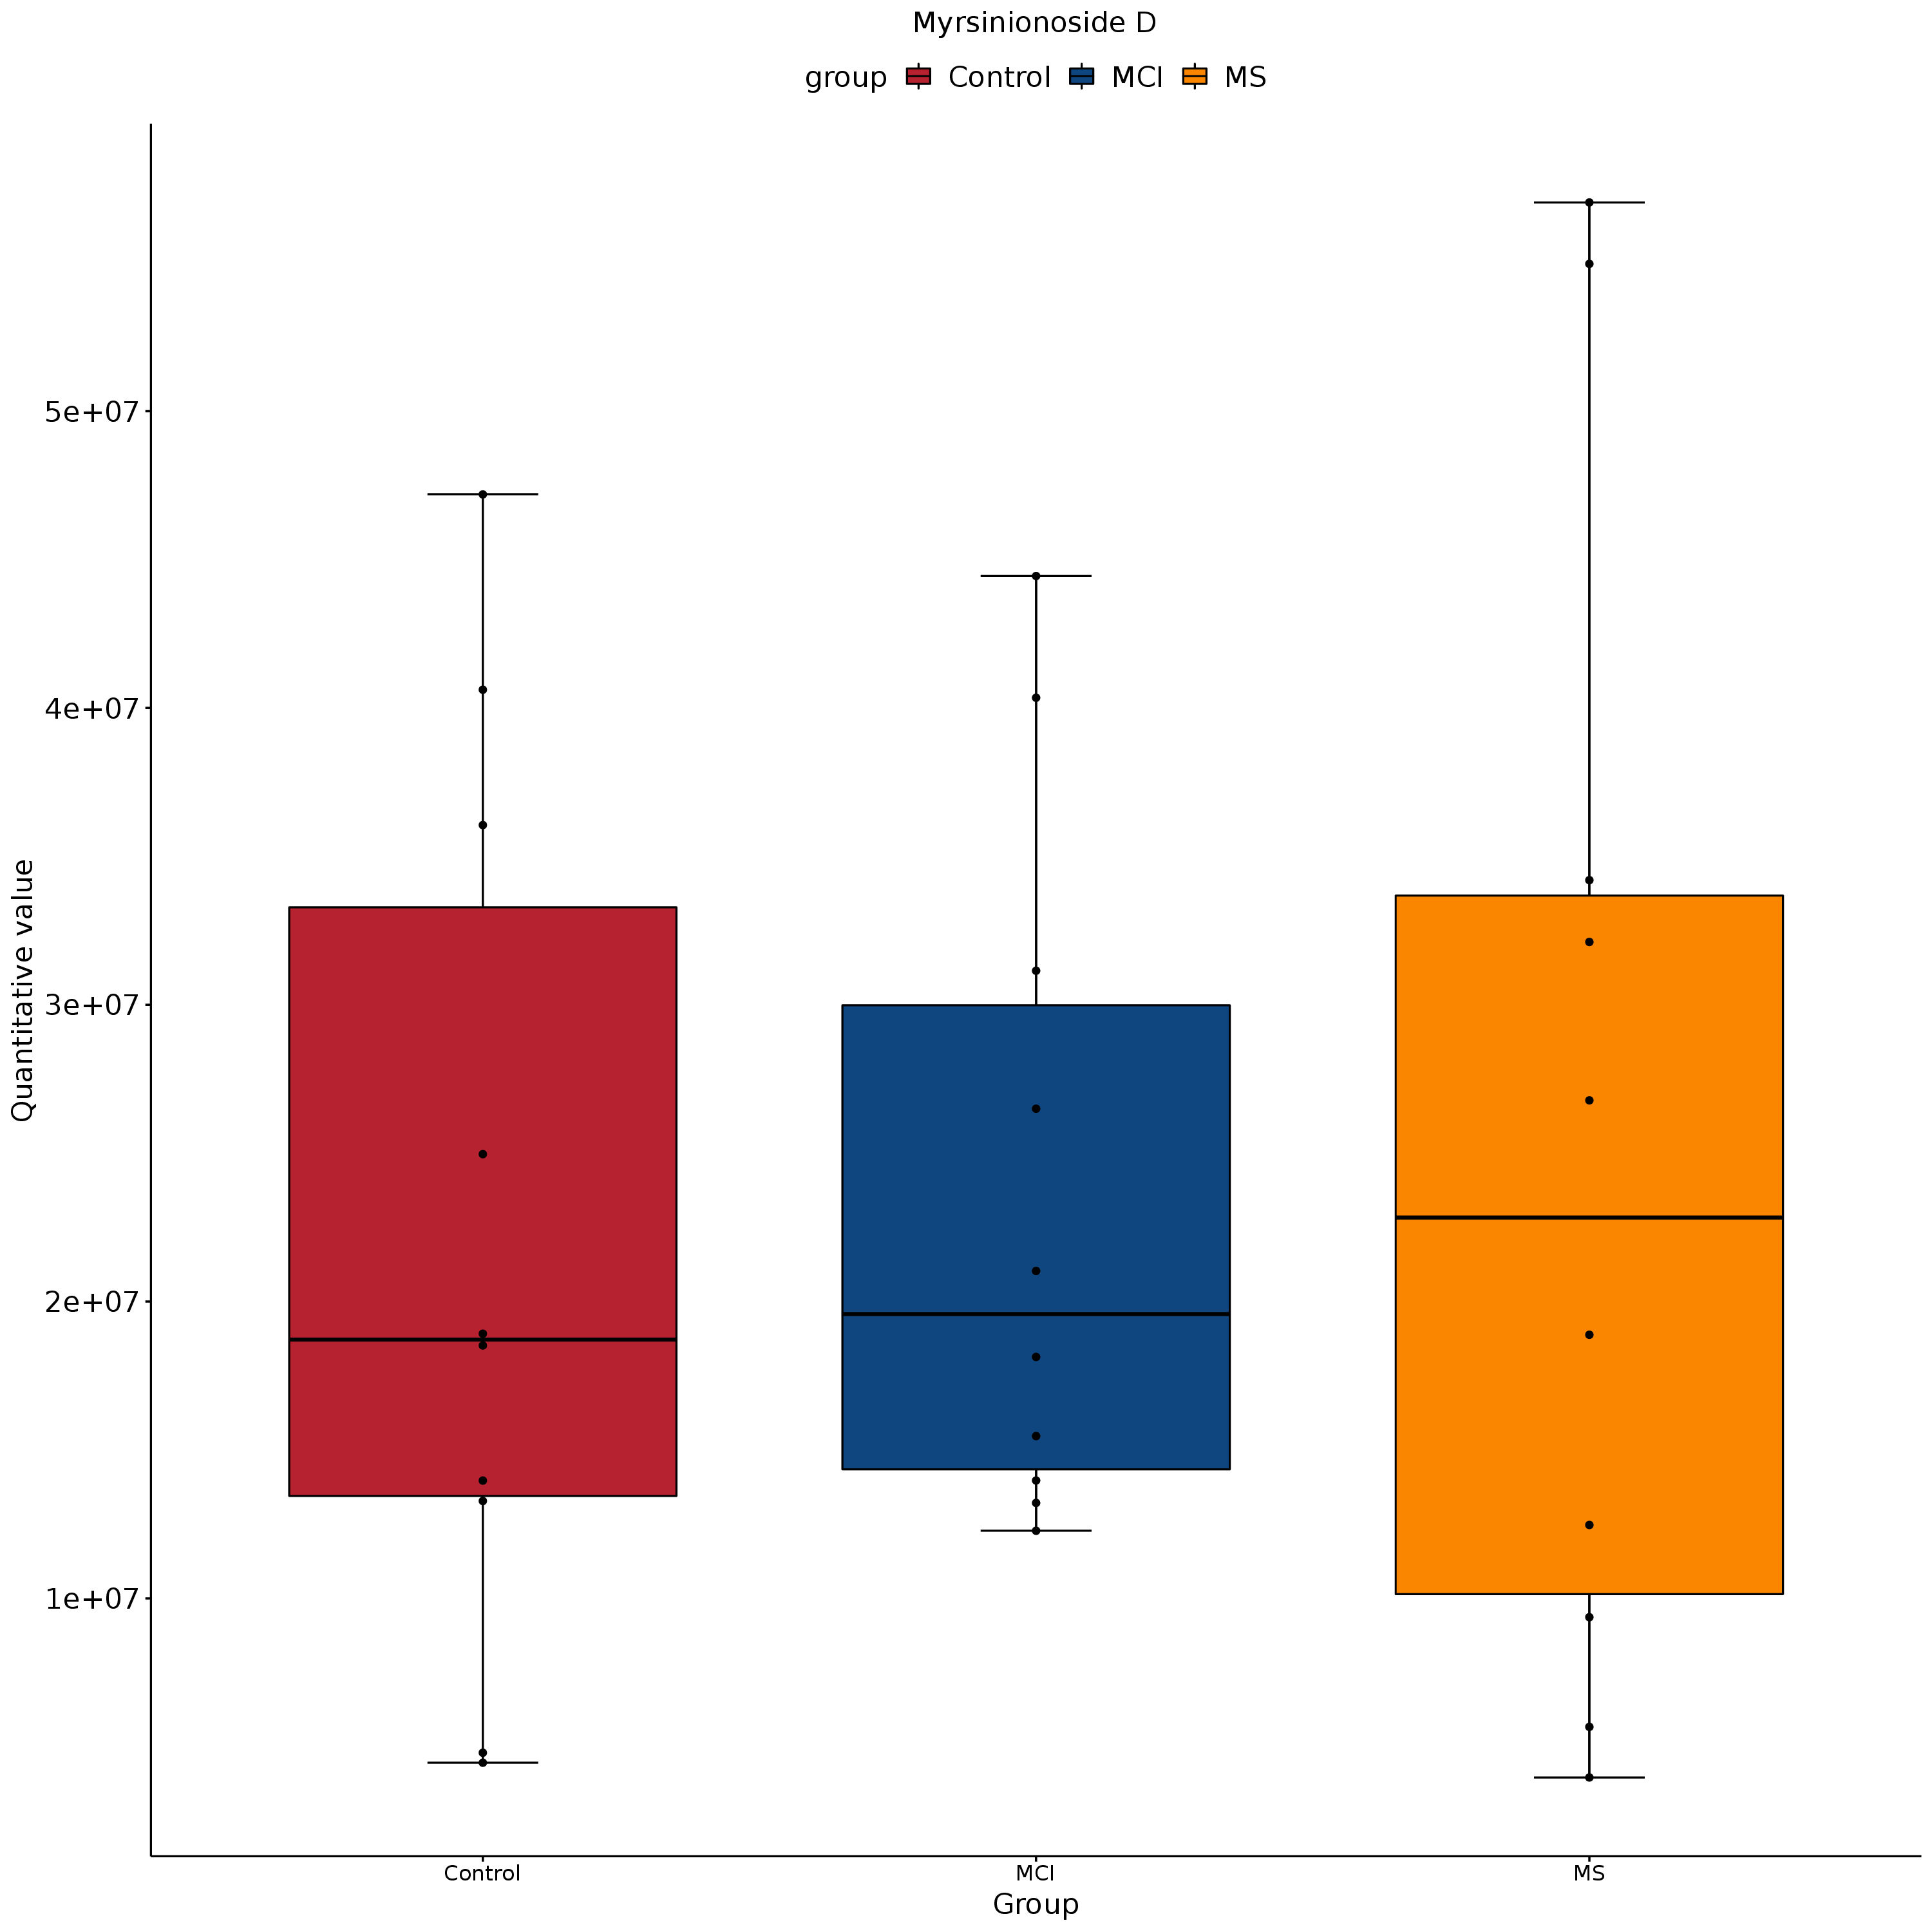 Myrsinionoside D
group Control MCI MS
Quantitative value
5e+07
4e+07
3e+07
2e+07
1e+07
Control MCI MS
Group